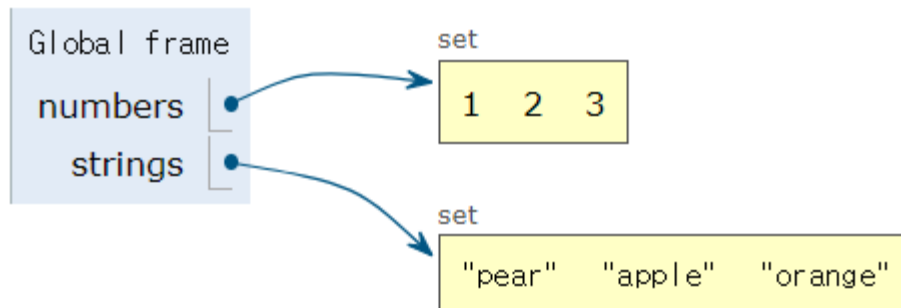 Global frame
numbers
strings
set
1 2 3
set
"pear" "apple" "orange"